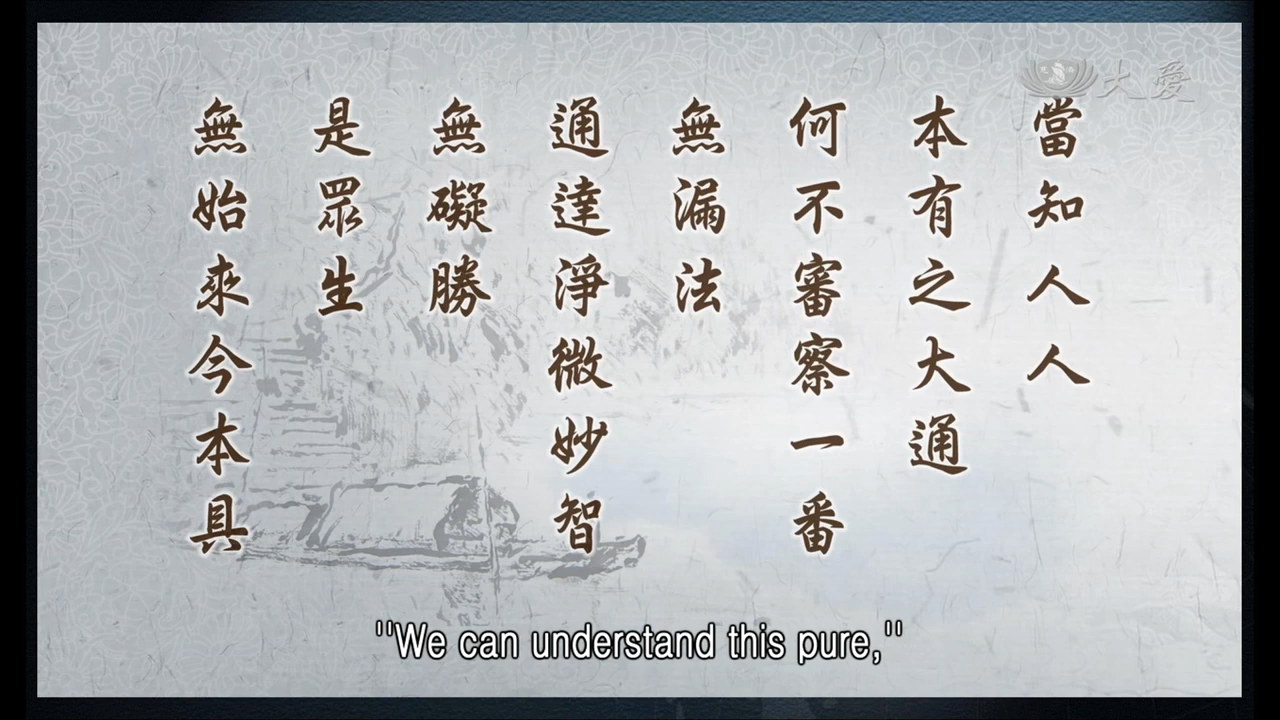 大愛
當知人人
本有之大通
何不審察一番
無漏法
通達淨微妙智
無礙勝
是眾生
無始來今本具
"We can understand this pure,"